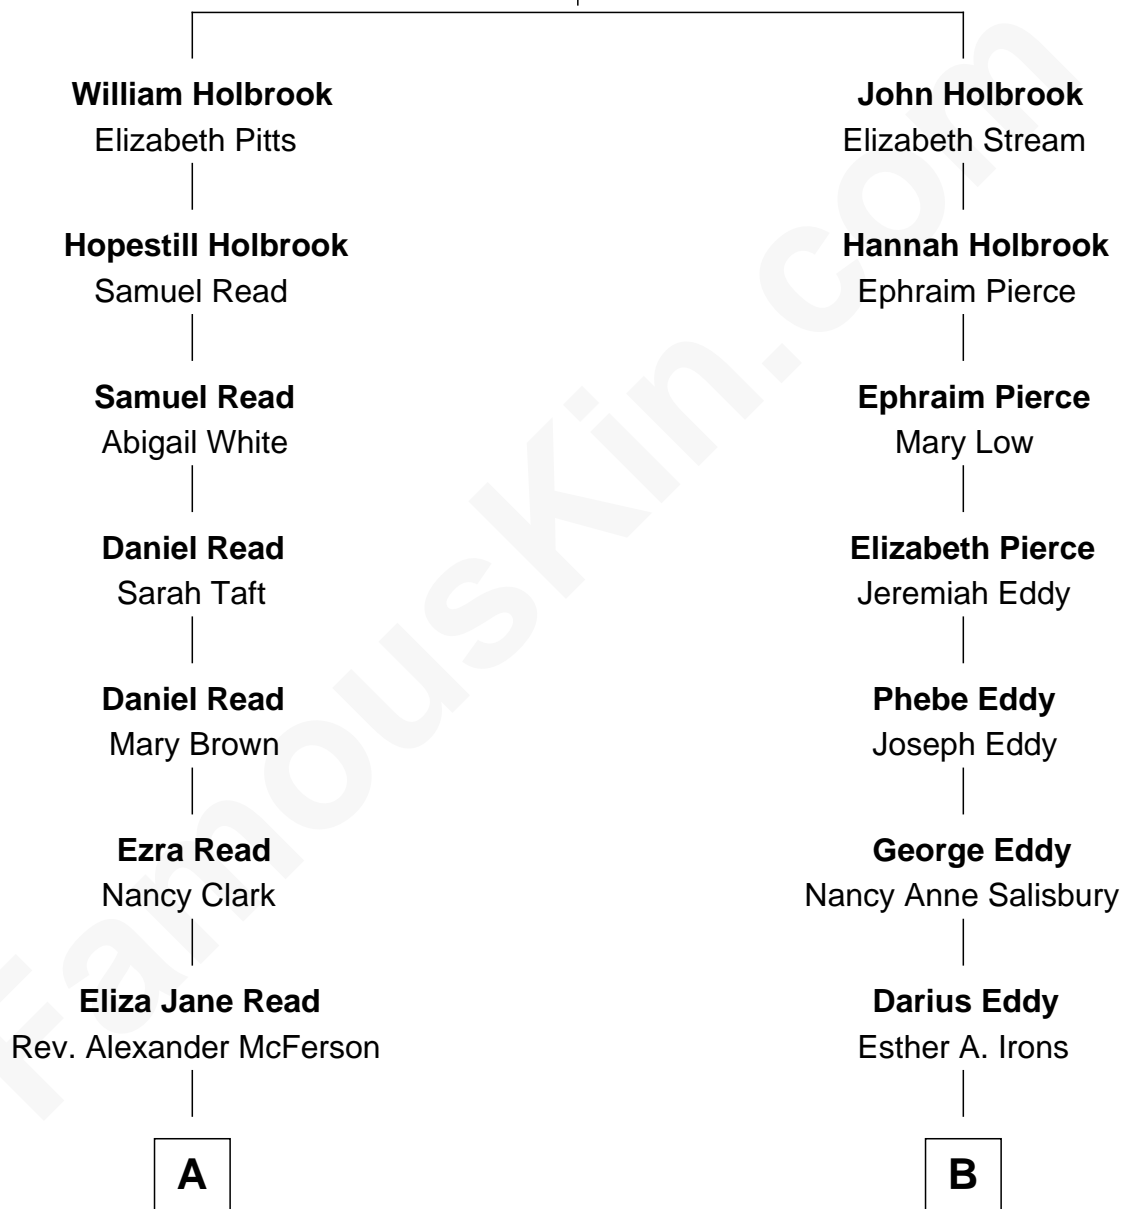 William Holbrook
Elizabeth Pitts
Hopestill Holbrook
Samuel Read
Samuel Read
Abigail White
Daniel Read
Sarah Taft
Daniel Read
Mary Brown
Ezra Read
Nancy Clark
Eliza Jane Read
Rev. Alexander McFerson
A
John Holbrook
Elizabeth Stream
Hannah Holbrook
Ephraim Pierce
Ephraim Pierce
Mary Low
Elizabeth Pierce
Jeremiah Eddy
Phebe Eddy
Joseph Eddy
George Eddy
Nancy Anne Salisbury
Darius Eddy
Esther A. Irons
B
FamousKin.com